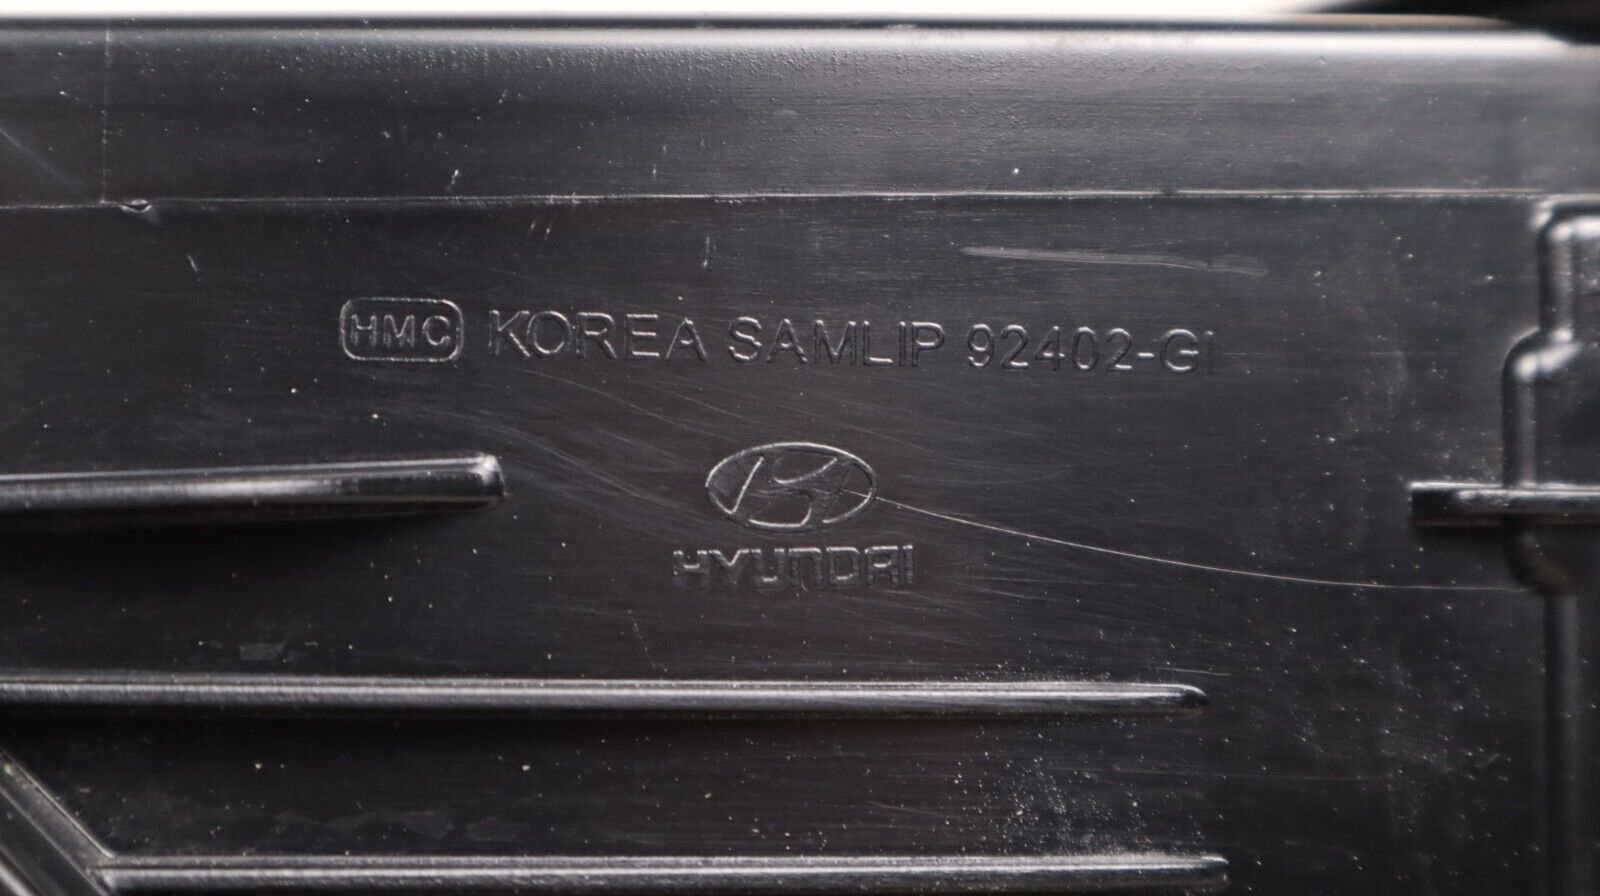 HMC KOREA SAMLIP 92402-GI
HYUNDAI